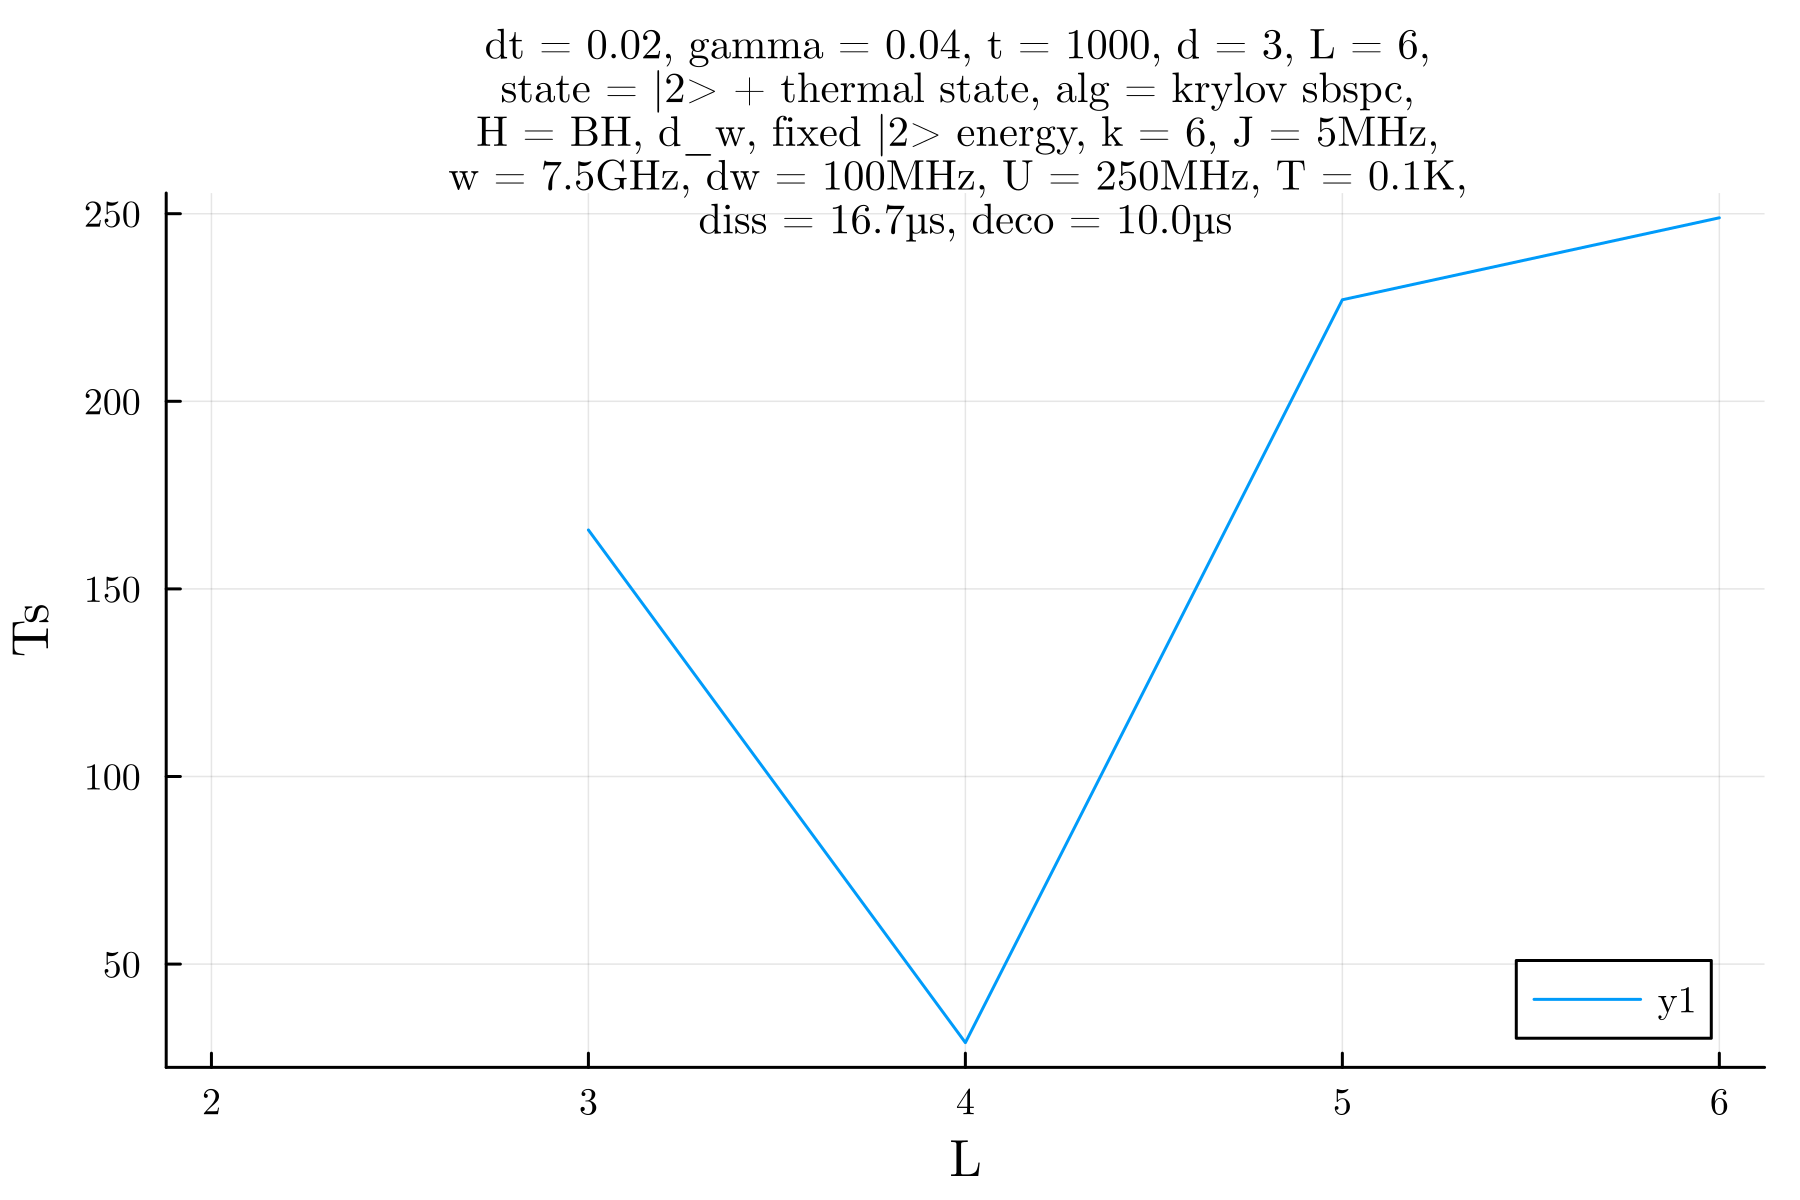 dt = 0.02, gamma = 0.04, t = 1000, d = 3, L = 6,
state = |2> + thermal state, alg = krylov sbspc,
H = BH, d_w, fixed |2> energy, k = 6, J = 5MHz,
w = 7.5GHz, dw = 100MHz, U = 250MHz, T = 0.1K,
diss = 16.7µs, deco = 10.0µs
250
200
150
100
50
Ts
y1
2 3 4 5 6
L